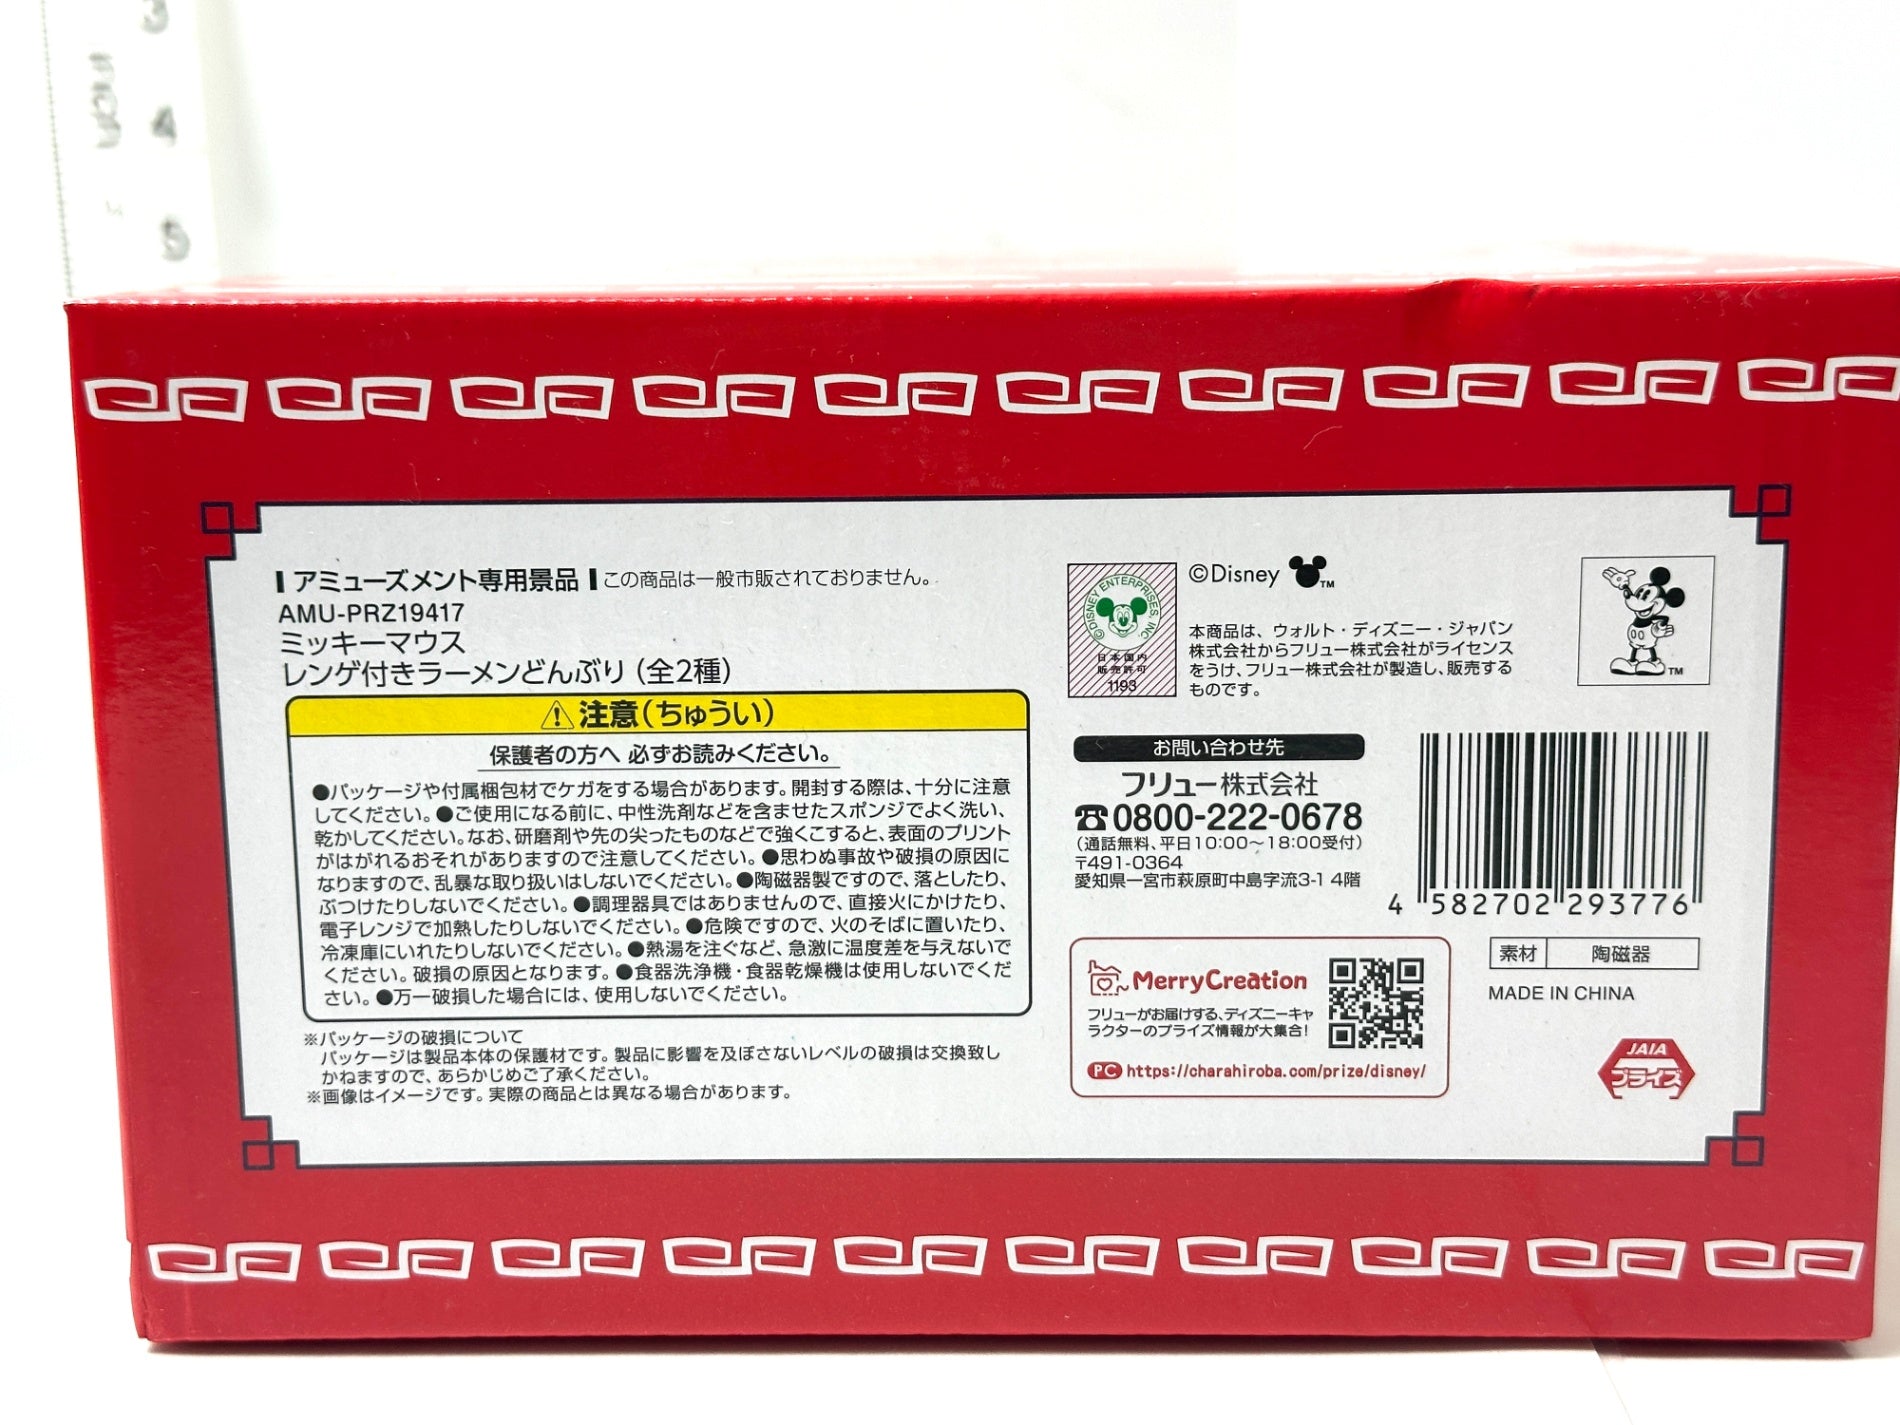 3
4
5
アミューズメント専用景品 この商品は一般市販されておりません。
AMU-PRZ19417
ミッキーマウス
レンゲ付きラーメンどんぶり(全2種)
注意(ちゅうい)
保護者の方へ 必ずお読みください。
●パッケージや付属梱包材でケガをする場合があります。開封する際は、十分に注意
してください。●ご使用になる前に、中性洗剤などを含ませたスポンジでよく洗い、
乾かしてください。なお、研磨剤や先の尖ったものなどで強くこすると、表面のプリント
がはがれるおそれがありますので注意してください。●思わぬ事故や破損の原因に
なりますので、乱暴な取り扱いはしないでください。●陶磁器製ですので、落としたり、
ぶつけたりしないでください。●調理器具ではありませんので、直接火にかけたり、
電子レンジで加熱したりしないでください。●危険ですので、火のそばに置いたり、
冷凍庫にいれたりしないでください。●熱湯を注ぐなど、急激に温度差を与えないで
ください。破損の原因となります。●食器洗浄機・食器乾燥機は使用しないでくだ
さい。●万一破損した場合には、使用しないでください。
※パッケージの破損について
パッケージは製品本体の保護材です。製品に影響を及ぼさないレベルの破損は交換致し
かねますので、あらかじめご了承ください。
※画像はイメージです。実際の商品とは異なる場合があります。
©DISNEY ENTERPRISES, INC.
日本国内
販売許可
1193
©Disney TM
本商品は、ウォルト・ディズニー・ジャパン
株式会社からフリュー株式会社がライセンス
をうけ、フリュー株式会社が製造し、販売する
ものです。
TM
お問い合わせ先
フリュー株式会社
☎0800-222-0678
(通話無料、平日10:00〜18:00受付)
〒491-0364
愛知県一宮市萩原町中島字流3-1 4階
4 582702 293776
MerryCreation
フリューがお届けする、ディズニーキャ
ラクターのプライズ情報が大集合!
PC https://charahiroba.com/prize/disney/
素材 陶磁器
MADE IN CHINA
JAIA
プライズ